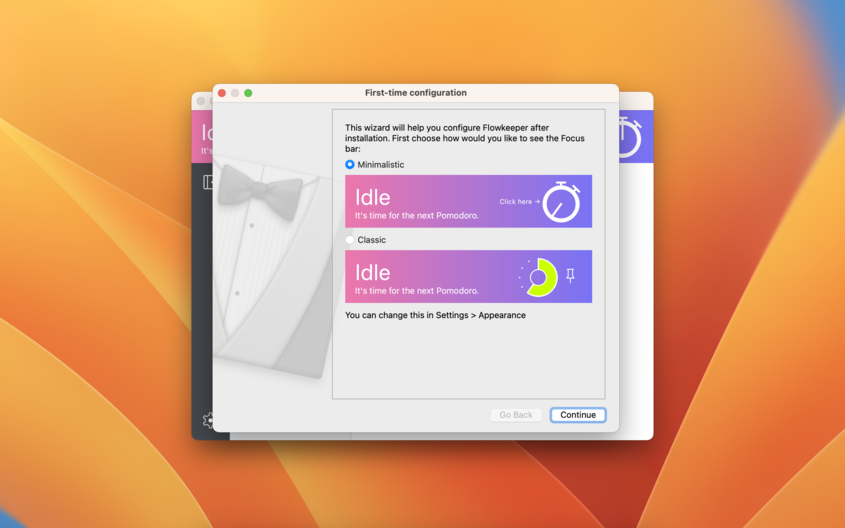 First-time configuration
This wizard will help you configure Flowkeeper after
installation. First choose how would you like to see the Focus
bar:
Minimalistic
Idle
Click here →
It's time for the next Pomodoro.
Classic
Idle
It's time for the next Pomodoro.
You can change this in Settings > Appearance
Go Back
Continue